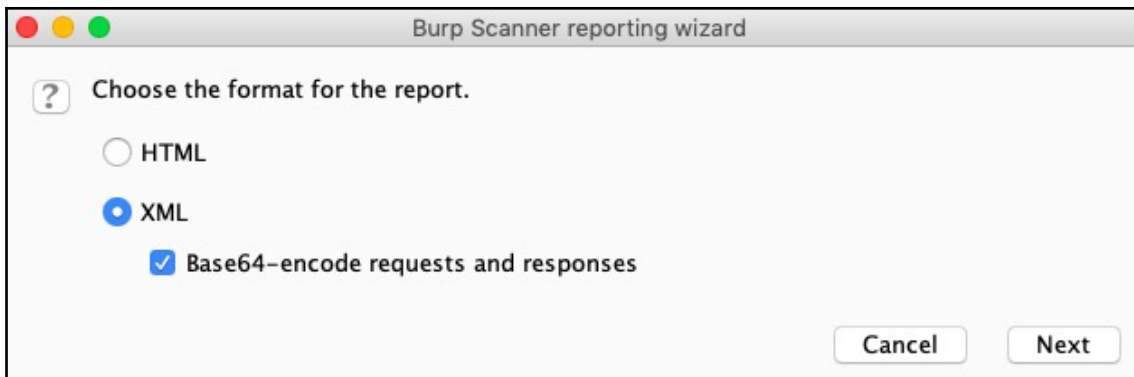 Burp Scanner reporting wizard
? Choose the format for the report.
HTML
XML
Base64-encode requests and responses
Cancel Next